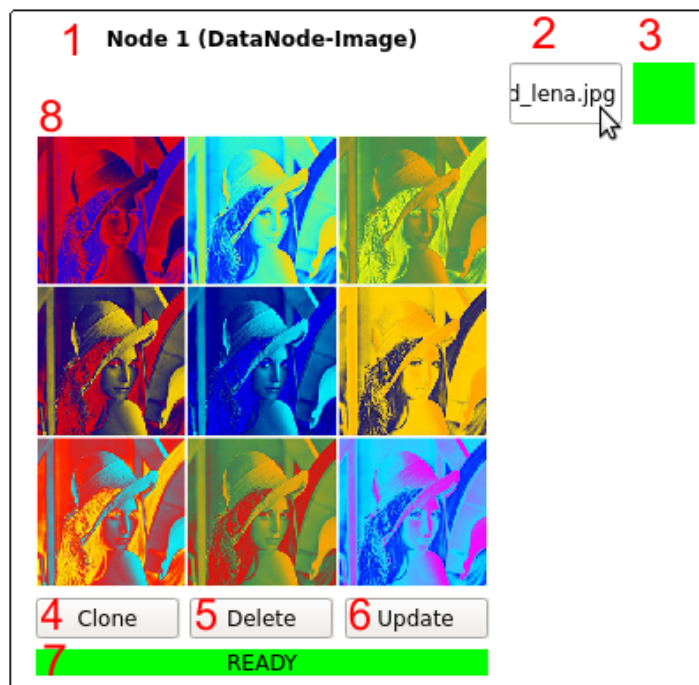 1 Node 1 (DataNode-Image)
2 3
d_lena.jpg
8
4 Clone 5 Delete 6 Update
7 READY